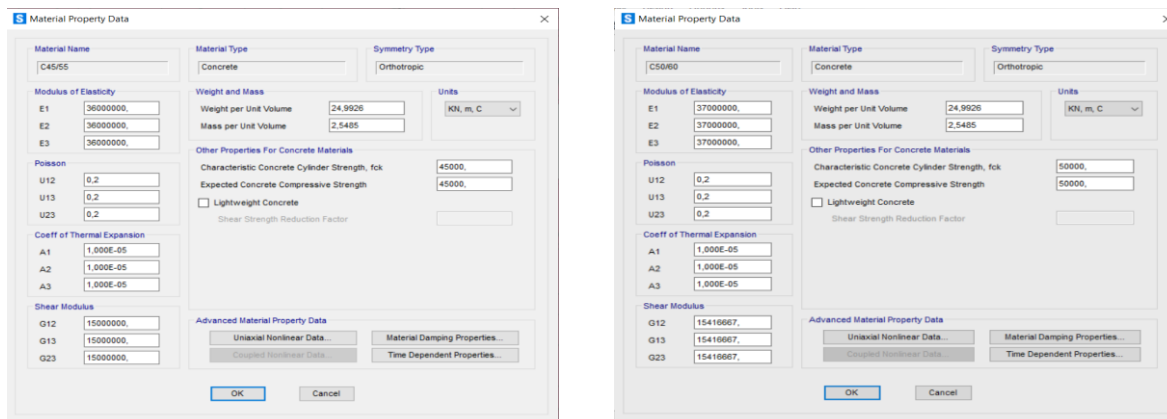 Material Property Data
Material Name
Material Type
Symmetry Type
C45/55
Concrete
Orthotropic
Modulus of Elasticity
Weight and Mass
Units
E1
36000000,
Weight per Unit Volume
24,9926
KN, m, C
E2
36000000,
Mass per Unit Volume
2,5485
E3
36000000,
Other Properties For Concrete Materials
Poisson
Characteristic Concrete Cylinder Strength, fck
45000,
U12
0,2
Expected Concrete Compressive Strength
45000,
U13
0,2
Lightweight Concrete
U23
0,2
Shear Strength Reduction Factor
Coeff of Thermal Expansion
A1
1,000E-05
A2
1,000E-05
A3
1,000E-05
Shear Modulus
G12
15000000,
Advanced Material Property Data
G13
15000000,
Uniaxial Nonlinear Data...
Material Damping Properties...
G23
15000000,
Coupled Nonlinear Data...
Time Dependent Properties...
OK
Cancel
Material Property Data
Material Name
Material Type
Symmetry Type
C50/60
Concrete
Orthotropic
Modulus of Elasticity
Weight and Mass
Units
E1
37000000,
Weight per Unit Volume
24,9926
KN, m, C
E2
37000000,
Mass per Unit Volume
2,5485
E3
37000000,
Other Properties For Concrete Materials
Poisson
Characteristic Concrete Cylinder Strength, fck
50000,
U12
0,2
Expected Concrete Compressive Strength
50000,
U13
0,2
Lightweight Concrete
U23
0,2
Shear Strength Reduction Factor
Coeff of Thermal Expansion
A1
1,000E-05
A2
1,000E-05
A3
1,000E-05
Shear Modulus
G12
15416667,
Advanced Material Property Data
G13
15416667,
Uniaxial Nonlinear Data...
Material Damping Properties...
G23
15416667,
Coupled Nonlinear Data...
Time Dependent Properties...
OK
Cancel